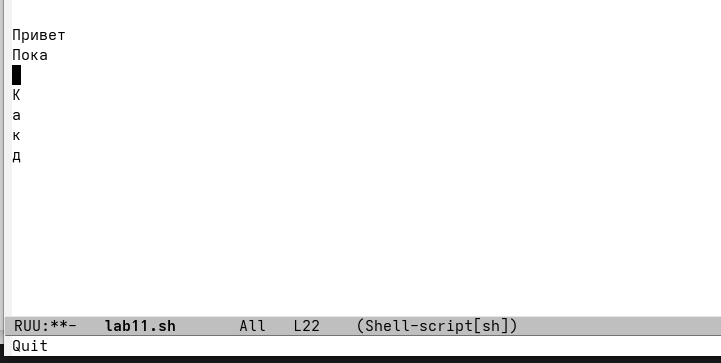 Привет
Пока
К
а
к
д
RUU:**- lab11.sh All L22 (Shell-script[sh])
Quit